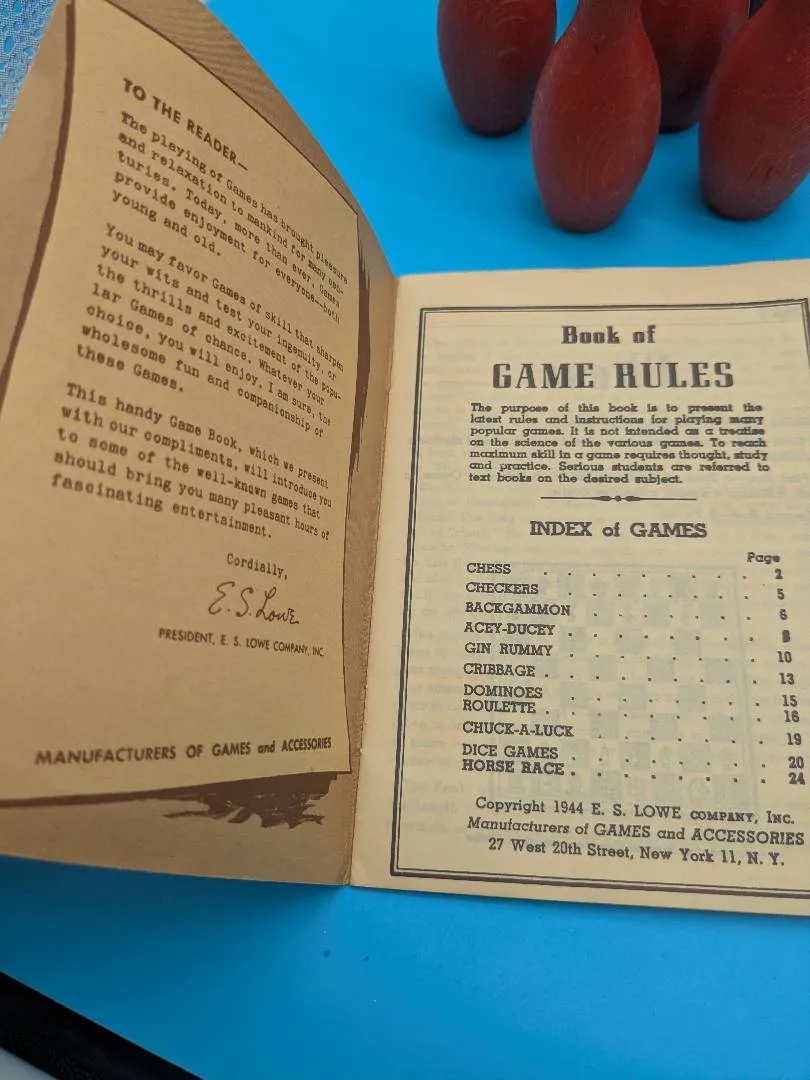 TO THE READER—
The playing of Games has brought pleasure
and relaxation to mankind for many cen-
turies. Today, more than ever, Games
provide enjoyment for everyone--both
young and old.
You may favor Games of skill that sharpen
your wits and test your ingenuity, or
the thrills and excitement of the popu-
lar Games of chance. Whatever your
choice, you will enjoy, I am sure, the
wholesome fun and companionship of
these Games.
This handy Game Book, which we present
with our compliments, will introduce you
to some of the well-known games that
should bring you many pleasant hours of
fascinating entertainment.
Cordially,
E. S. Lowe
PRESIDENT, E. S. LOWE COMPANY, INC.
MANUFACTURERS OF GAMES and ACCESSORIES
Book of
GAME RULES
The purpose of this book is to present the
latest rules and instructions for playing many
popular games. It is not intended as a treatise
on the science of the various games. To reach
maximum skill in a game requires thought, study
and practice. Serious students are referred to
text books on the desired subject.
INDEX of GAMES
Page
CHESS . . . . . . . . . 2
CHECKERS . . . . . . . . 5
BACKGAMMON . . . . . . . 6
ACEY-DUCEY . . . . . . . . 8
GIN RUMMY . . . . . . . 10
CRIBBAGE . . . . . . . . 13
DOMINOES . . . . . . . . 15
ROULETTE . . . . . . . . 16
CHUCK-A-LUCK . . . . . . . 19
DICE GAMES . . . . . . . 20
HORSE RACE . . . . . . . . 24
Copyright 1944 E. S. LOWE COMPANY, INC.
Manufacturers of GAMES and ACCESSORIES
27 West 20th Street, New York 11, N. Y.